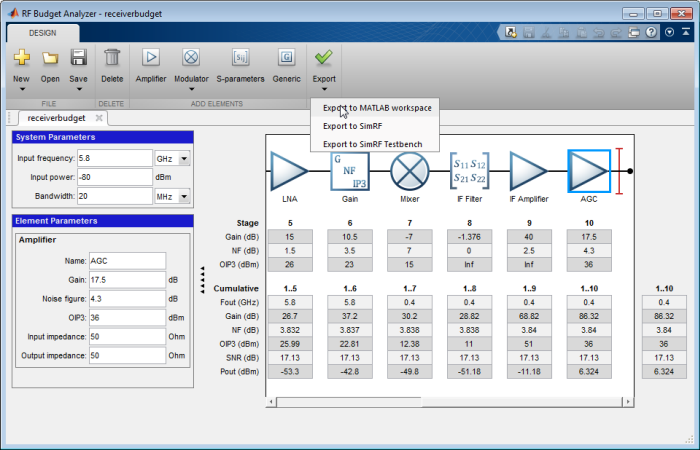 RF Budget Analyzer - receiverbudget
DESIGN
New
Open
Save
Delete
Amplifier
Modulator
S-parameters
Generic
Export
FILE
DELETE
ADD ELEMENTS
Export to MATLAB workspace
Export to SimRF
Export to SimRF Testbench
receiverbudget
System Parameters
Input frequency: 5.8 GHz
Input power: -80 dBm
Bandwidth: 20 MHz
Element Parameters
Amplifier
Name: AGC
Gain: 17.5 dB
Noise figure: 4.3 dB
OIP3: 36 dBm
Input impedance: 50 Ohm
Output impedance: 50 Ohm
G
NF
IP3
S11 S12
S21 S22
LNA Gain Mixer IF Filter IF Amplifier AGC
Stage 5 6 7 8 9 10
Gain (dB) 15 10.5 -7 -1.376 40 17.5
NF (dB) 1.5 3.5 7 0 2.5 4.3
OIP3 (dBm) 26 23 15 Inf Inf 36
Cumulative 1..5 1..6 1..7 1..8 1..9 1..10 1..10
Fout (GHz) 5.8 5.8 0.4 0.4 0.4 0.4 0.4
Gain (dB) 26.7 37.2 30.2 28.82 68.82 86.32 86.32
NF (dB) 3.832 3.837 3.838 3.838 3.84 3.84 3.84
OIP3 (dBm) 25.99 22.81 12.38 11 51 36 36
SNR (dB) 17.13 17.13 17.13 17.13 17.13 17.13 17.13
Pout (dBm) -53.3 -42.8 -49.8 -51.18 -11.18 6.324 6.324